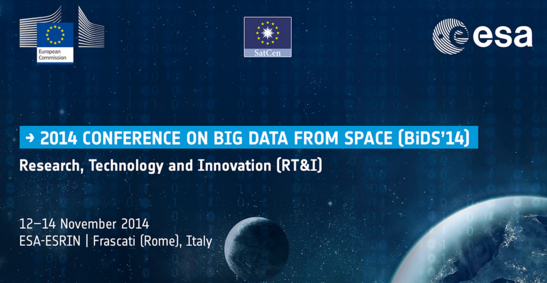 European
Commission
SatCen
esa
→ 2014 CONFERENCE ON BIG DATA FROM SPACE (BiDS'14)
Research, Technology and Innovation (RT&I)
12–14 November 2014
ESA-ESRIN | Frascati (Rome), Italy